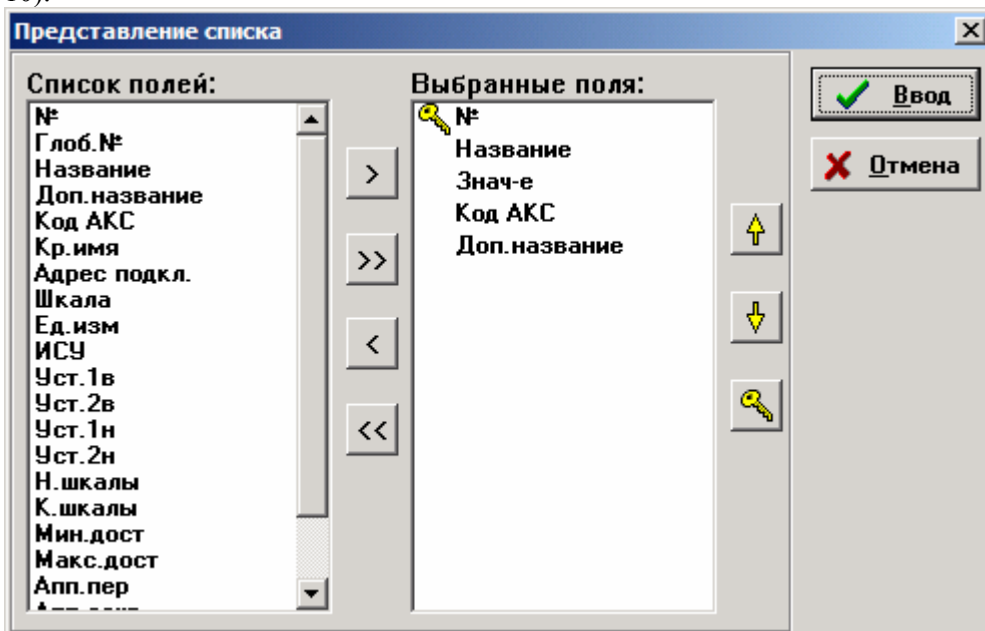 Представление списка
Список полей:
№
Глоб.№
Название
Доп.название
Код АКС
Кр.имя
Адрес подкл.
Шкала
Ед.изм
ИСУ
Уст.1в
Уст.2в
Уст.1н
Уст.2н
Н.шкалы
К.шкалы
Мин.дост
Макс.дост
Апп.пер
>
>>
<
<<
Выбранные поля:
№
Название
Знач-е
Код АКС
Доп.название
Ввод
Отмена